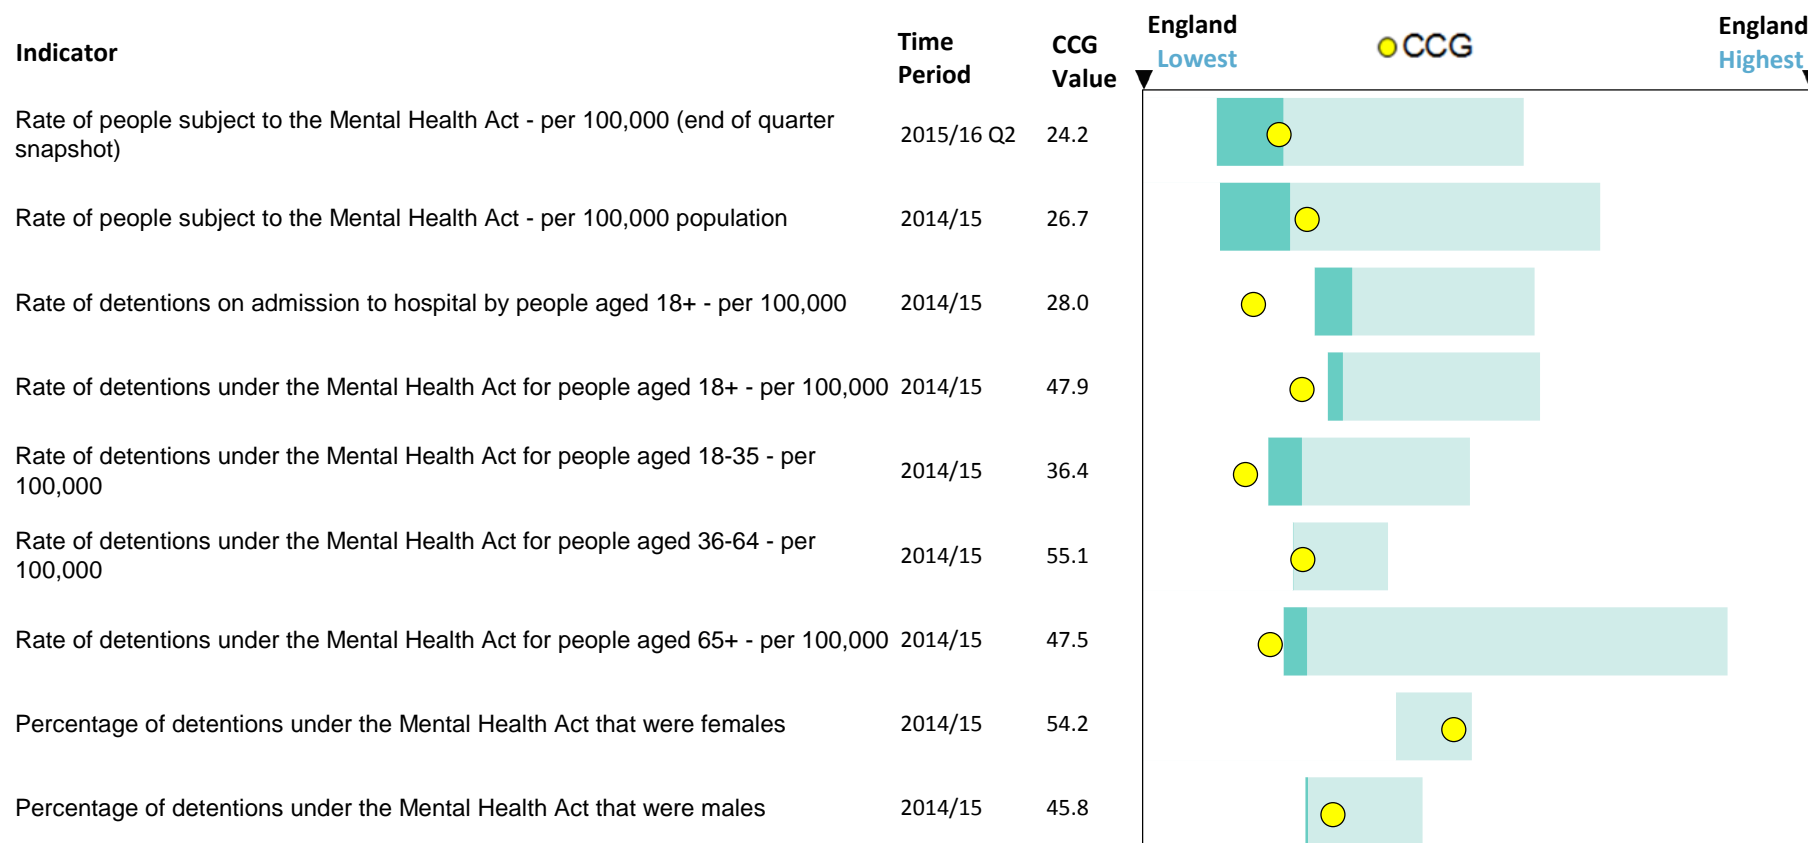 Indicator
Time Period
CCG Value
England Lowest
CCG
England Highest
Rate of people subject to the Mental Health Act - per 100,000 (end of quarter
snapshot)
2015/16 Q2 24.2
Rate of people subject to the Mental Health Act - per 100,000 population 2014/15 26.7
Rate of detentions on admission to hospital by people aged 18+ - per 100,000 2014/15 28.0
Rate of detentions under the Mental Health Act for people aged 18+ - per 100,000 2014/15 47.9
Rate of detentions under the Mental Health Act for people aged 18-35 - per
100,000
2014/15 36.4
Rate of detentions under the Mental Health Act for people aged 36-64 - per
100,000
2014/15 55.1
Rate of detentions under the Mental Health Act for people aged 65+ - per 100,000 2014/15 47.5
Percentage of detentions under the Mental Health Act that were females 2014/15 54.2
Percentage of detentions under the Mental Health Act that were males 2014/15 45.8